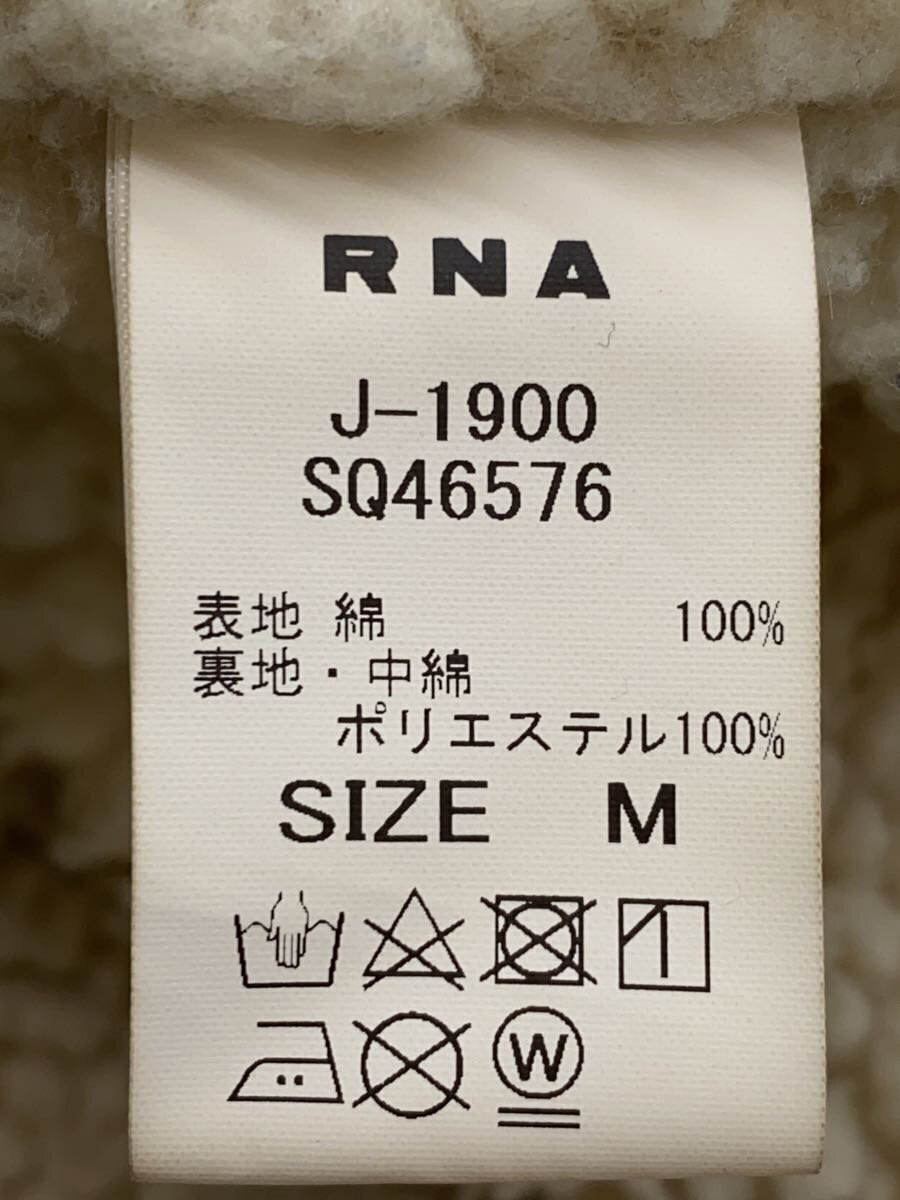 RNA
J-1900
SQ46576
表地 綿 100%
裏地・中綿
ポリエステル100%
SIZE M
W